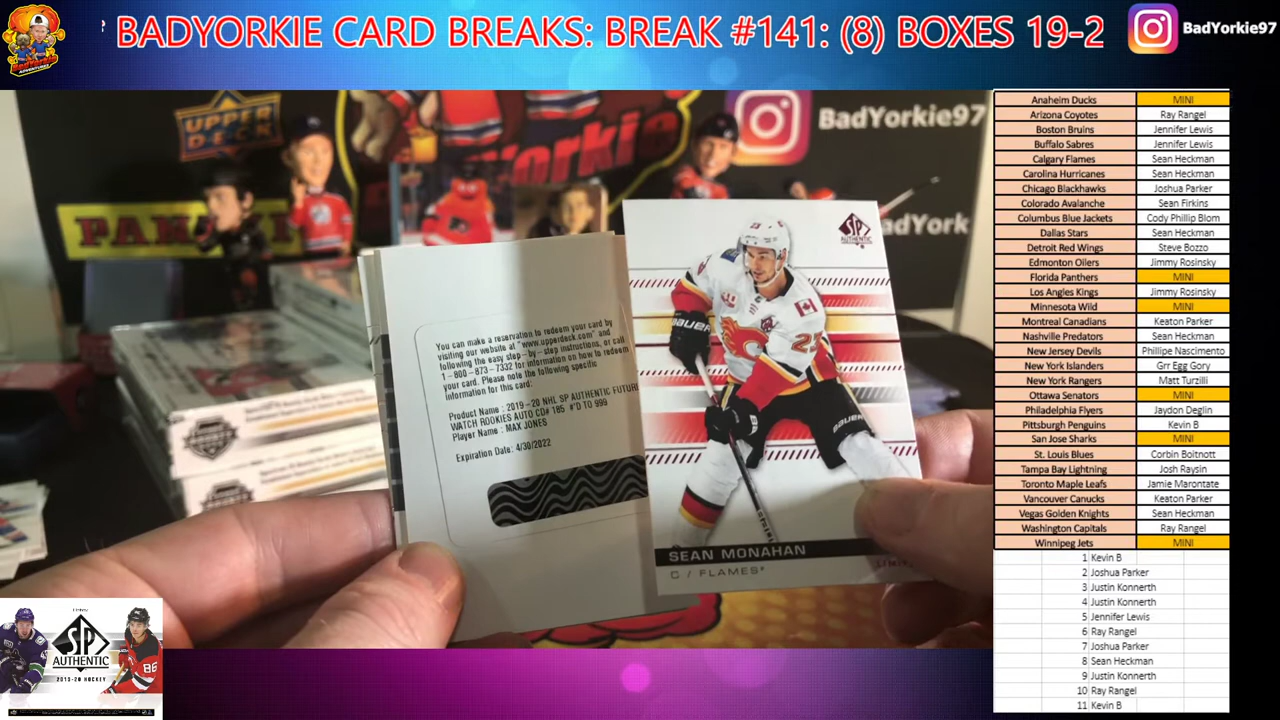 BADYORKIE CARD BREAKS: BREAK #141: (8) BOXES 19-2
BadYorkie97
UPPER
DECK
BadYorkie97
PANINI
SP
AUTHENTIC
You can make a reservation to redeem your card by
visiting our website at "www.upperdeck.com" and
following the easy step-by-step instructions, or call
1-800-873-7332 for information on how to redeem
your card. Please note the following specific
information for this card:
Product Name: 2019-20 NHL SP AUTHENTIC FUTUR
WATCH ROOKIES AUTO CD# 185 #'D TO 999
Player Name: MAX JONES
Expiration Date: 4/30/2022
BAUER
23
BAUER
SEAN MONAHAN
C / FLAMES
SP
AUTHENTIC
2019-20 HOCKEY
86
Anaheim Ducks MINI
Arizona Coyotes Ray Rangel
Boston Bruins Jennifer Lewis
Buffalo Sabres Jennifer Lewis
Calgary Flames Sean Heckman
Carolina Hurricanes Sean Heckman
Chicago Blackhawks Joshua Parker
Colorado Avalanche Sean Firkins
Columbus Blue Jackets Cody Phillip Blom
Dallas Stars Sean Heckman
Detroit Red Wings Steve Bozzo
Edmonton Oilers Jimmy Rosinsky
Florida Panthers MINI
Los Angles Kings Jimmy Rosinsky
Minnesota Wild MINI
Montreal Canadians Keaton Parker
Nashville Predators Sean Heckman
New Jersey Devils Phillipe Nascimento
New York Islanders Grr Egg Gory
New York Rangers Matt Turzilli
Ottawa Senators MINI
Philadelphia Flyers Jaydon Deglin
Pittsburgh Penguins Kevin B
San Jose Sharks MINI
St. Louis Blues Corbin Boitnott
Tampa Bay Lightning Josh Raysin
Toronto Maple Leafs Jamie Marontate
Vancouver Canucks Keaton Parker
Vegas Golden Knights Sean Heckman
Washington Capitals Ray Rangel
Winnipeg Jets MINI
1 Kevin B
2 Joshua Parker
3 Justin Konnerth
4 Justin Konnerth
5 Jennifer Lewis
6 Ray Rangel
7 Joshua Parker
8 Sean Heckman
9 Justin Konnerth
10 Ray Rangel
11 Kevin B